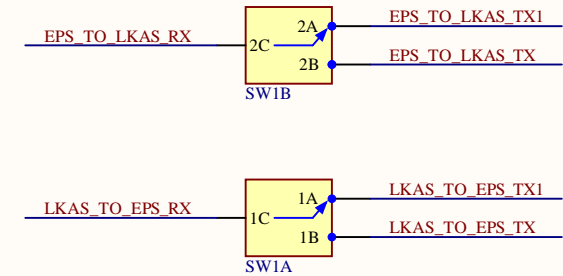 EPS_TO_LKAS_RX 2C 2A EPS_TO_LKAS_TX1
2B EPS_TO_LKAS_TX
SW1B
LKAS_TO_EPS_RX 1C 1A LKAS_TO_EPS_TX1
1B LKAS_TO_EPS_TX
SW1A